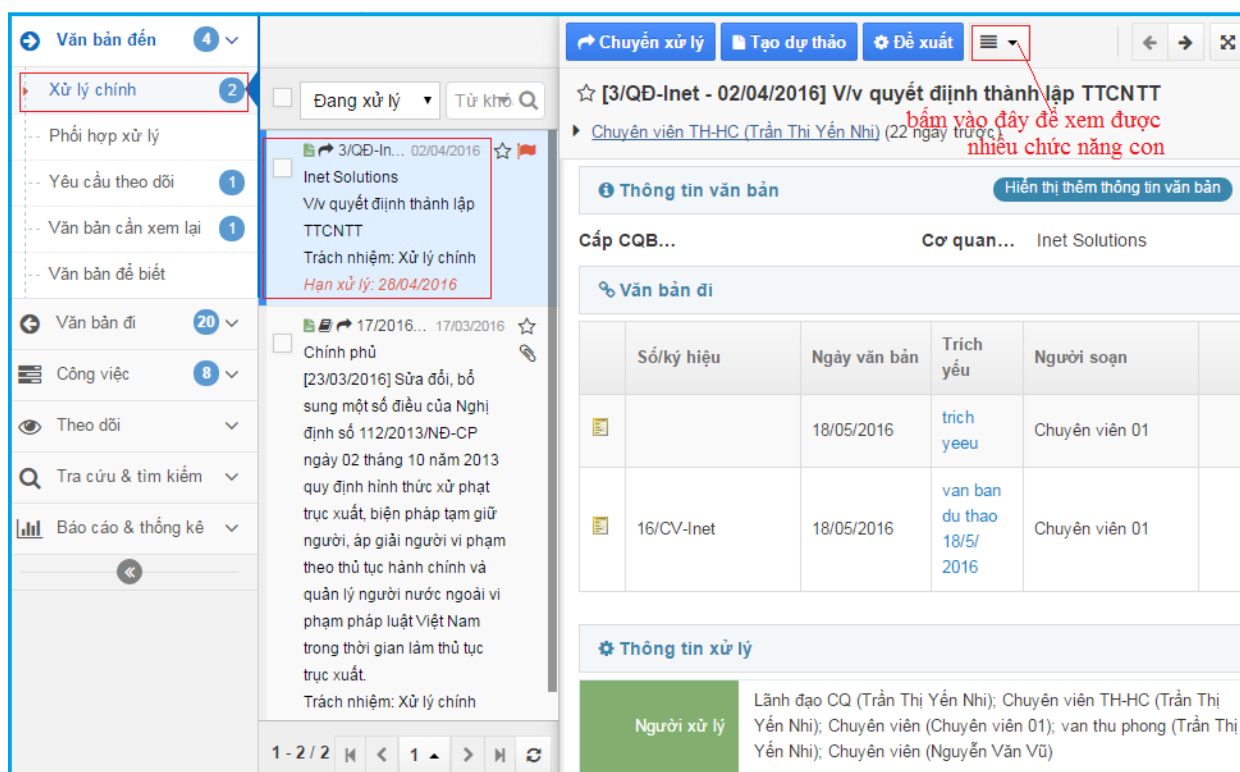 Văn bản đến 4
Xử lý chính 2
Phối hợp xử lý
Yêu cầu theo dõi 1
Văn bản cần xem lại 1
Văn bản để biết
Văn bản đi 20
Công việc 8
Theo dõi
Tra cứu & tìm kiếm
Báo cáo & thống kê
Đang xử lý
Từ khó
3/QĐ-In... 02/04/2016
Inet Solutions
V/v quyết điịnh thành lập
TTCNTT
Trách nhiệm: Xử lý chính
Hạn xử lý: 28/04/2016
17/2016... 17/03/2016
Chính phủ
[23/03/2016] Sửa đổi, bổ
sung một số điều của Nghị
định số 112/2013/NĐ-CP
ngày 02 tháng 10 năm 2013
quy định hình thức xử phạt
trục xuất, biện pháp tạm giữ
người, áp giải người vi phạm
theo thủ tục hành chính và
quản lý người nước ngoài vi
phạm pháp luật Việt Nam
trong thời gian làm thủ tục
trục xuất.
Trách nhiệm: Xử lý chính
1 - 2 / 2 1
Chuyển xử lý Tạo dự thảo Đề xuất
[3/QĐ-Inet - 02/04/2016] V/v quyết điịnh thành lập TTCNTT
bấm vào đây để xem được
nhiều chức năng con
Chuyên viên TH-HC (Trần Thị Yến Nhi) (22 ngày trước)
Thông tin văn bản Hiển thị thêm thông tin văn bản
Cấp CQB... Cơ quan... Inet Solutions
Văn bản đi
Số/ký hiệu Ngày văn bản Trích yếu Người soạn
18/05/2016 trich yeeu Chuyên viên 01
16/CV-Inet 18/05/2016 van ban du thao 18/5/ 2016 Chuyên viên 01
Thông tin xử lý
Người xử lý
Lãnh đạo CQ (Trần Thị Yến Nhi); Chuyên viên TH-HC (Trần Thị
Yến Nhi); Chuyên viên (Chuyên viên 01); van thu phong (Trần Thị
Yến Nhi); Chuyên viên (Nguyễn Văn Vũ)